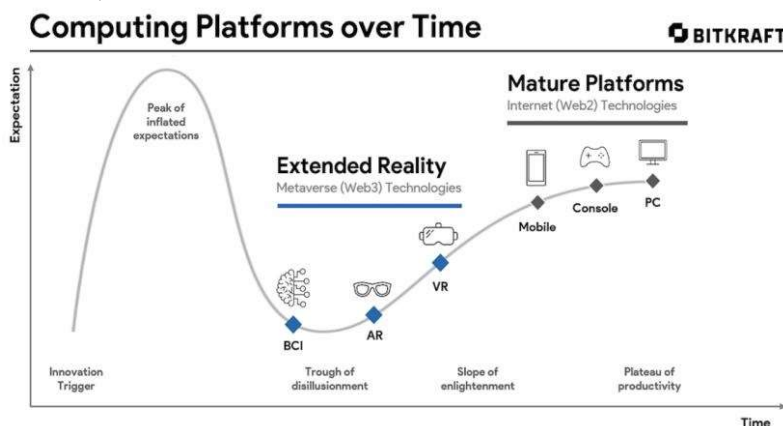 Computing Platforms over Time
BITKRAFT
Expectation
Peak of
inflated
expectations
Extended Reality
Metaverse (Web3) Technologies
Mature Platforms
Internet (Web2) Technologies
BCI
AR
VR
Mobile
Console
PC
Innovation
Trigger
Trough of
disillusionment
Slope of
enlightenment
Plateau of
productivity
Time